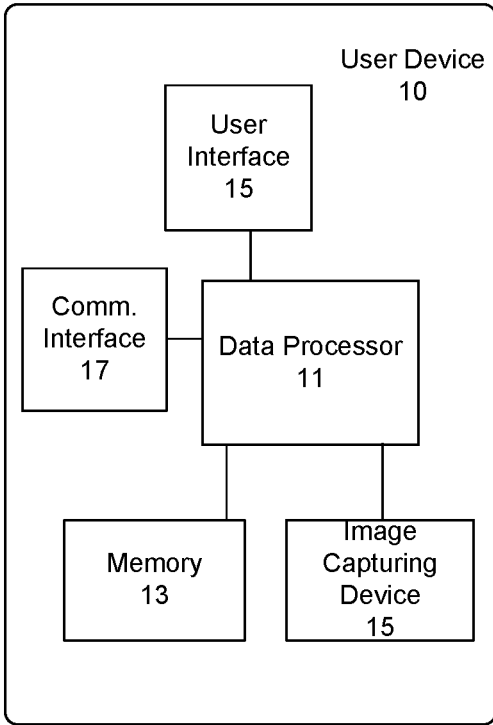 User Device
10
User
Interface
15
Comm.
Interface
17
Data Processor
11
Memory
13
Image
Capturing
Device
15